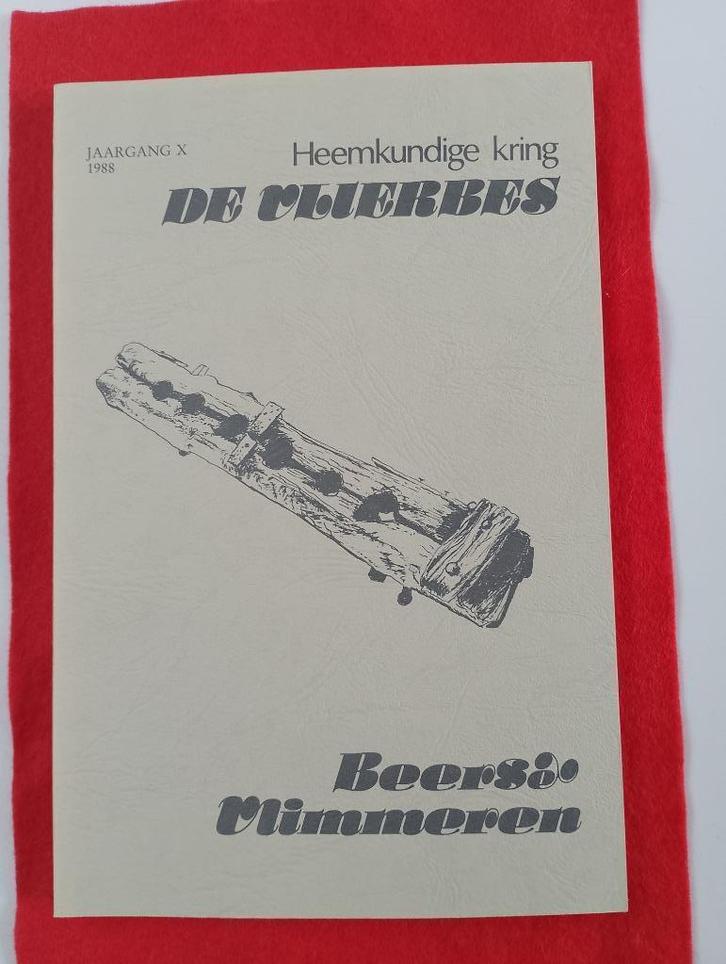 JAARGANG X
1988
Heemkundige kring
DE VLIERBES
Beerse &
Vlimmeren